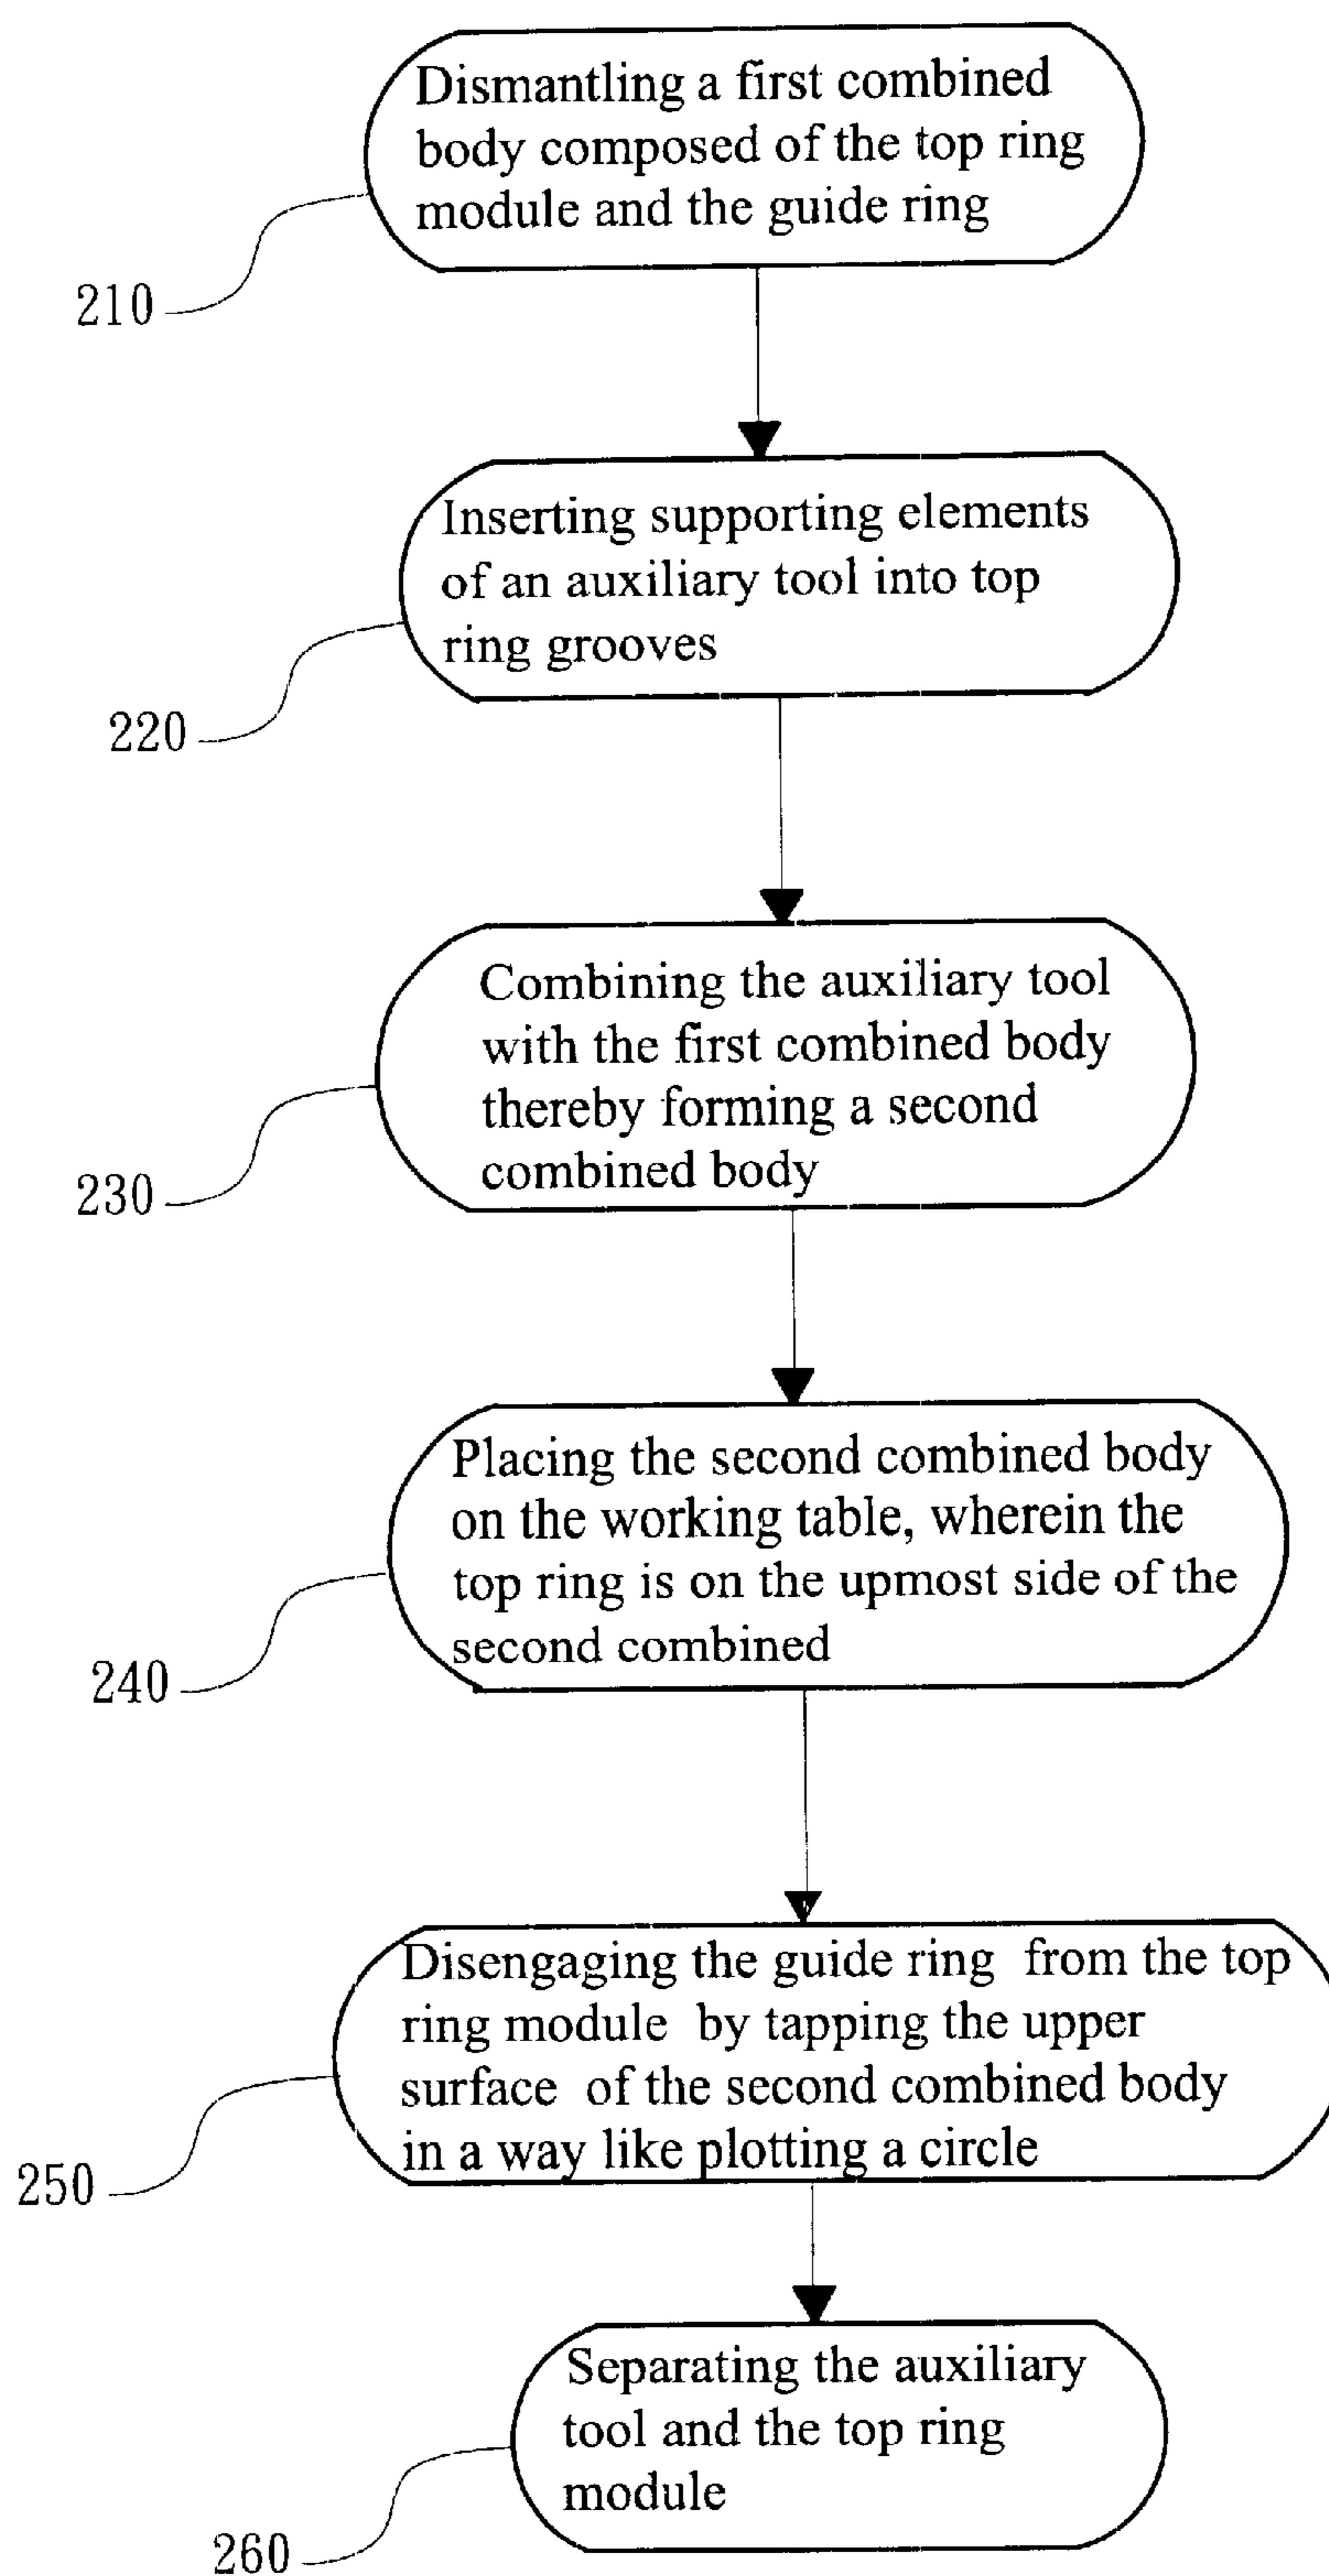 Dismantling a first combined
body composed of the top ring
module and the guide ring
210
Inserting supporting elements
of an auxiliary tool into top
ring grooves
220
Combining the auxiliary tool
with the first combined body
thereby forming a second
combined body
230
Placing the second combined body
on the working table, wherein the
top ring is on the upmost side of the
second combined
240
Disengaging the guide ring from the top
ring module by tapping the upper
surface of the second combined body
in a way like plotting a circle
250
Separating the auxiliary
tool and the top ring
module
260